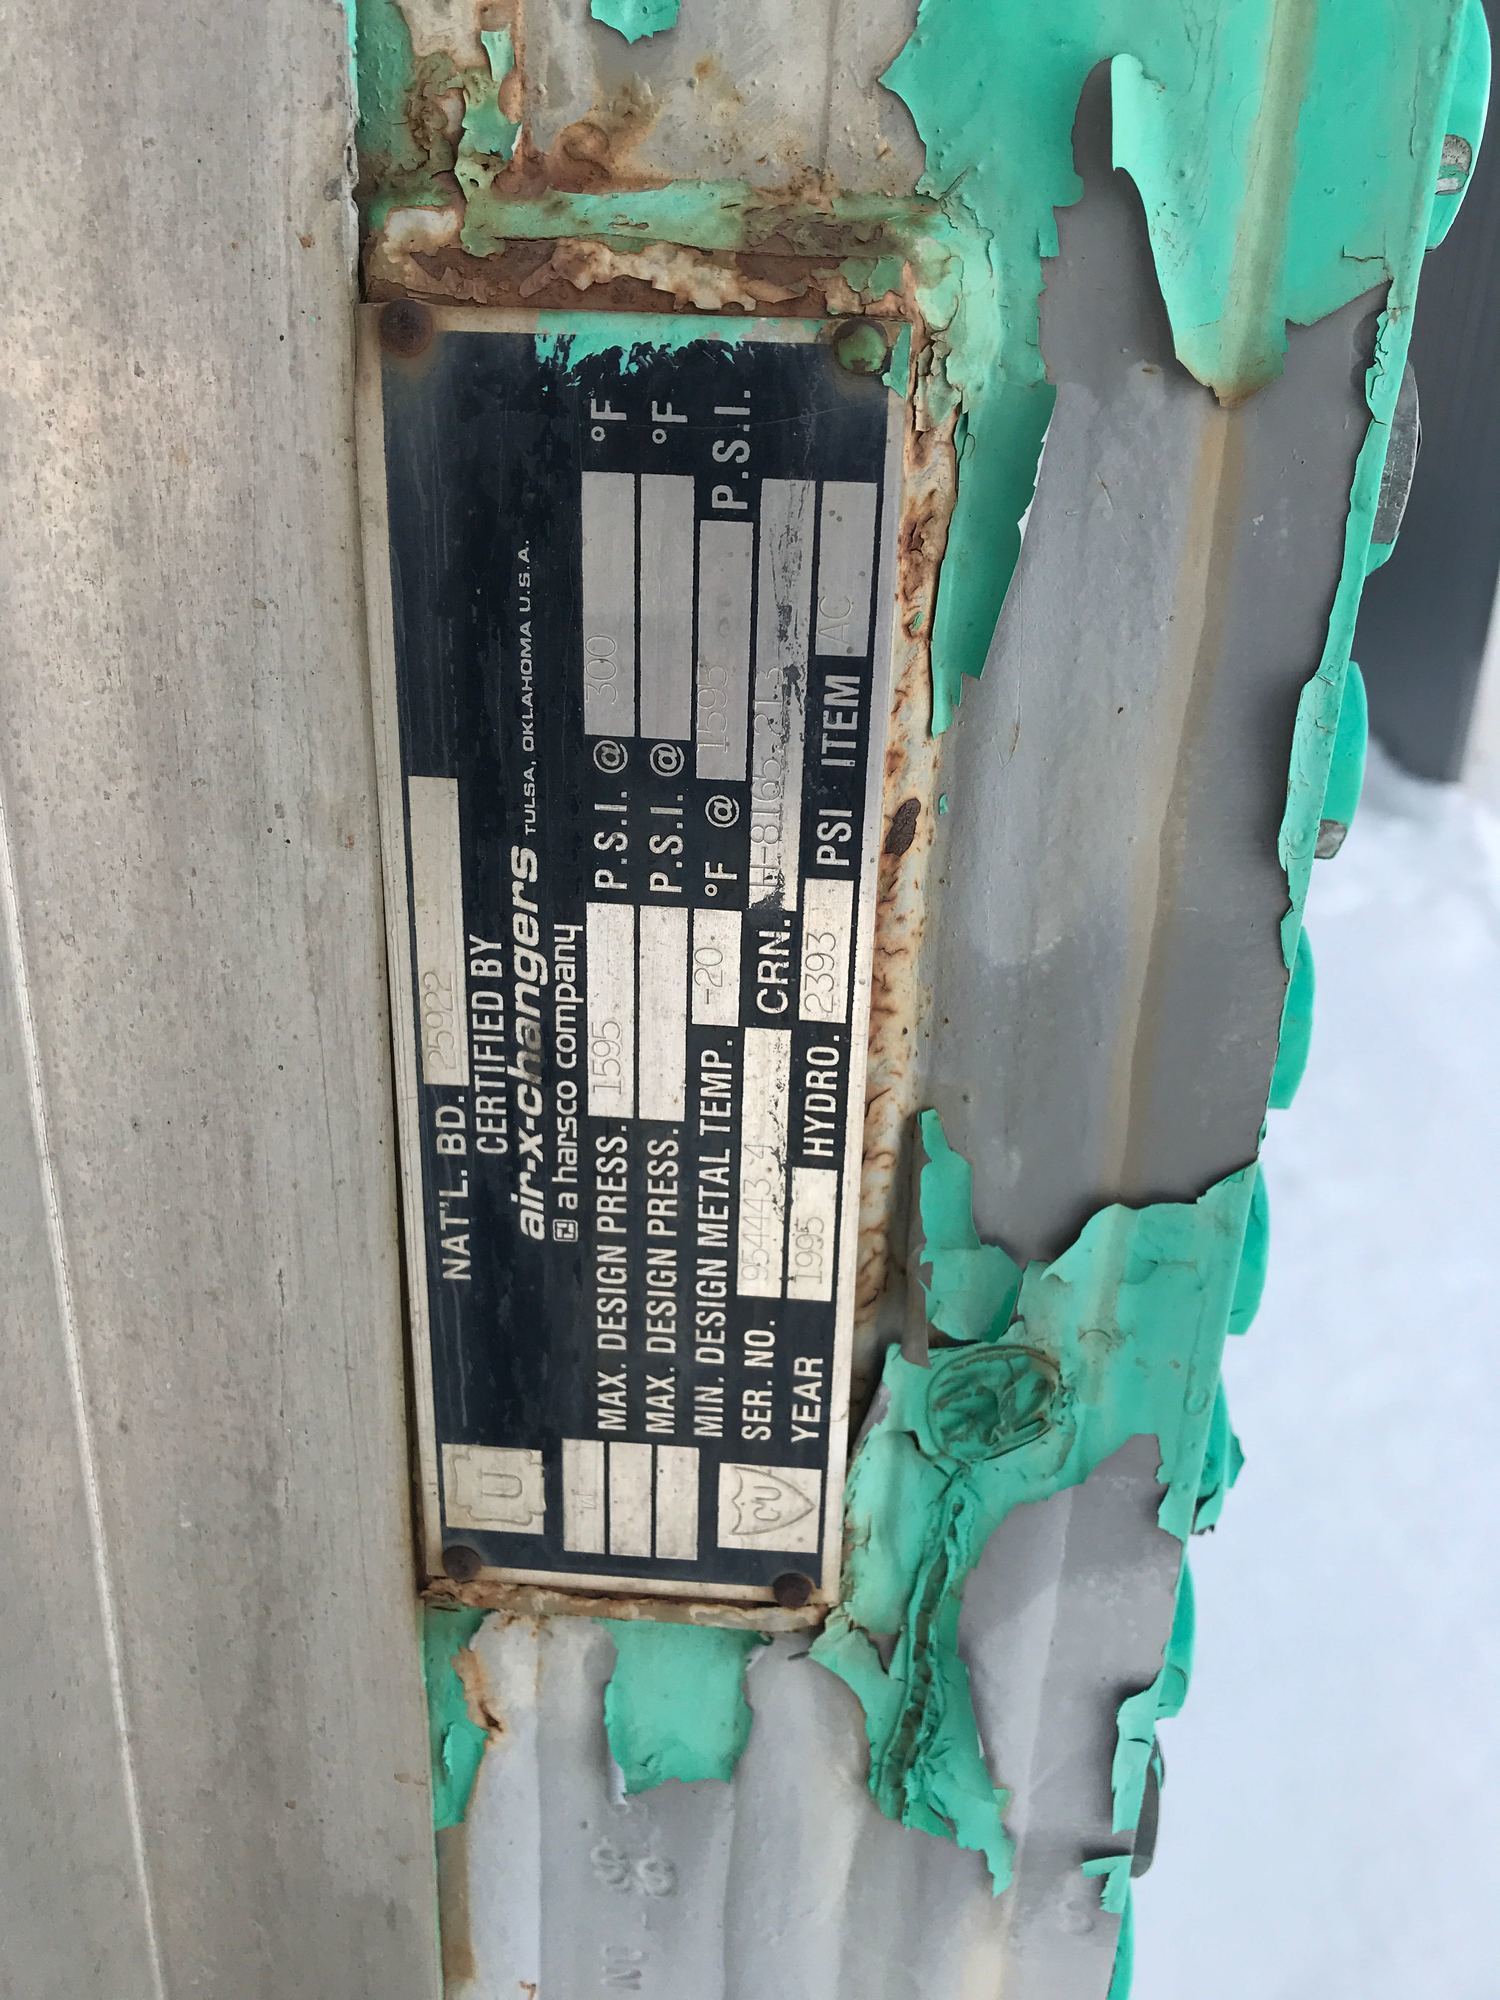 NAT'L. BD. 25922
U
CERTIFIED BY
air-x-changers TULSA, OKLAHOMA U.S.A.
a harsco company
W
MAX. DESIGN PRESS. 1595 P.S.I. @ 300 °F
MAX. DESIGN PRESS. P.S.I. @ °F
MIN. DESIGN METAL TEMP. -20 °F @ 1595 P.S.I.
SER. NO. 954443.4 CRN.
YEAR 1995 HYDRO. 2393 PSI ITEM AC